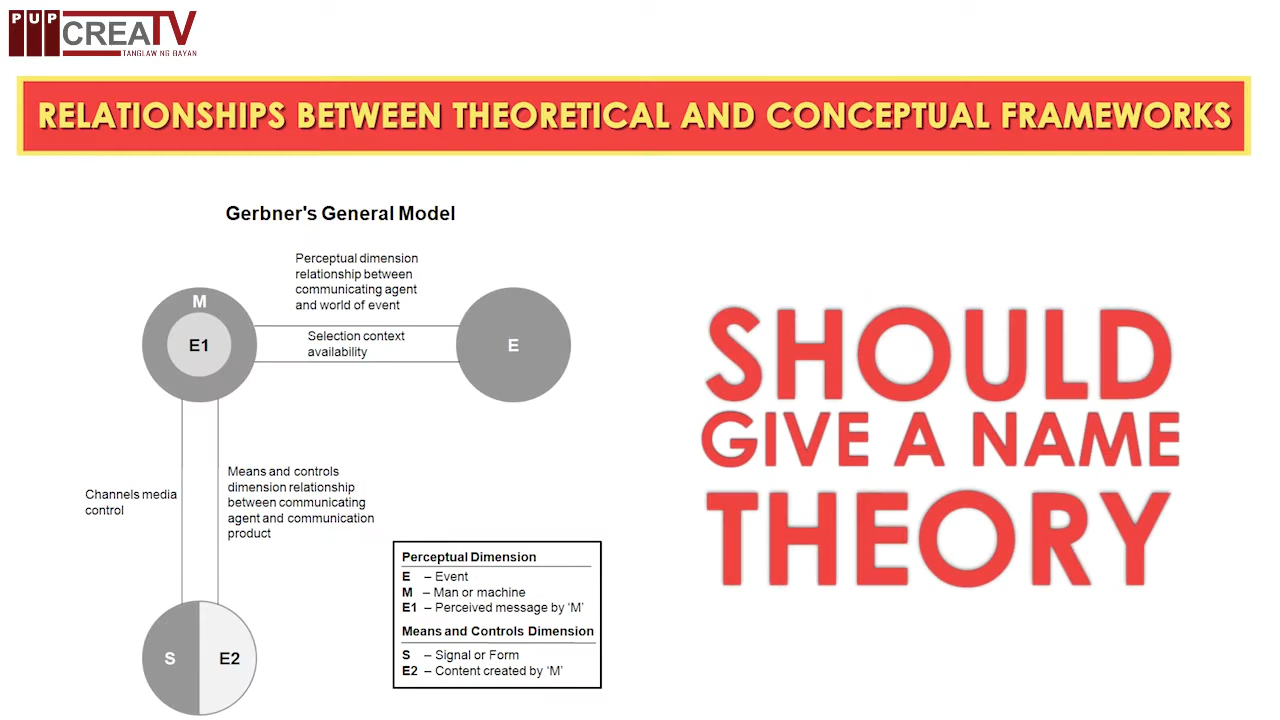 PUP CREATV
TANGLAW NG BAYAN
RELATIONSHIPS BETWEEN THEORETICAL AND CONCEPTUAL FRAMEWORKS
Gerbner's General Model
Perceptual dimension
relationship between
communicating agent
and world of event
M
E1
Selection context
availability
E
Channels media
control
Means and controls
dimension relationship
between communicating
agent and communication
product
S
E2
Perceptual Dimension
E – Event
M – Man or machine
E1 – Perceived message by ‘M’
Means and Controls Dimension
S – Signal or Form
E2 – Content created by ‘M’
SHOULD
GIVE A NAME
THEORY